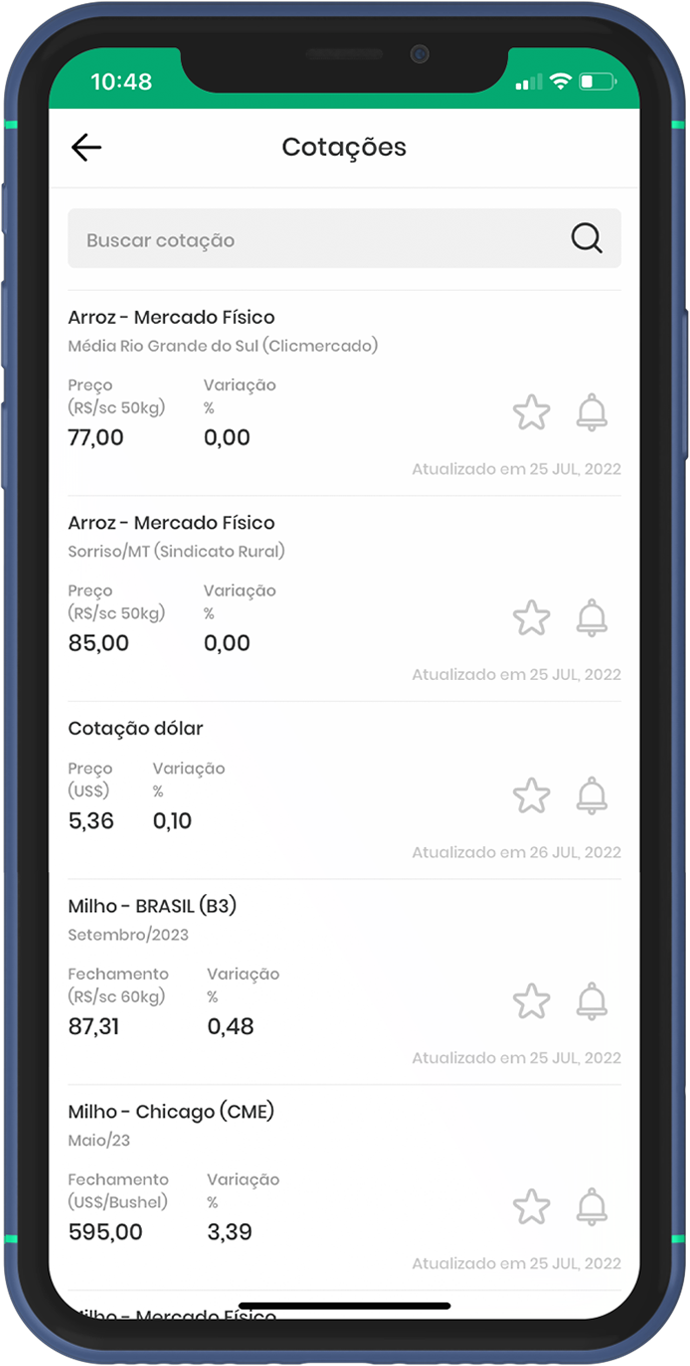 10:48
Cotações
Buscar cotação
Arroz - Mercado Físico
Média Rio Grande do Sul (Clicmercado)
Preço Variação
(R$/sc 50kg) %
77,00 0,00
Atualizado em 25 JUL, 2022
Arroz - Mercado Físico
Sorriso/MT (Sindicato Rural)
Preço Variação
(R$/sc 50kg) %
85,00 0,00
Atualizado em 25 JUL, 2022
Cotação dólar
Preço Variação
(US$) %
5,36 0,10
Atualizado em 26 JUL, 2022
Milho - BRASIL (B3)
Setembro/2023
Fechamento Variação
(R$/sc 60kg) %
87,31 0,48
Atualizado em 25 JUL, 2022
Milho - Chicago (CME)
Maio/23
Fechamento Variação
(US$/Bushel) %
595,00 3,39
Atualizado em 25 JUL, 2022
Milho - Mercado Físico